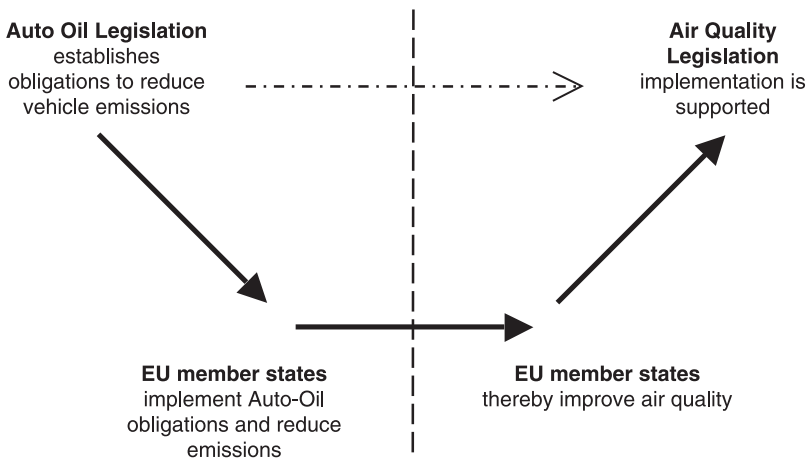 Auto Oil Legislation
establishes
obligations to reduce
vehicle emissions
Air Quality
Legislation
implementation is
supported
EU member states
implement Auto-Oil
obligations and reduce
emissions
EU member states
thereby improve air quality